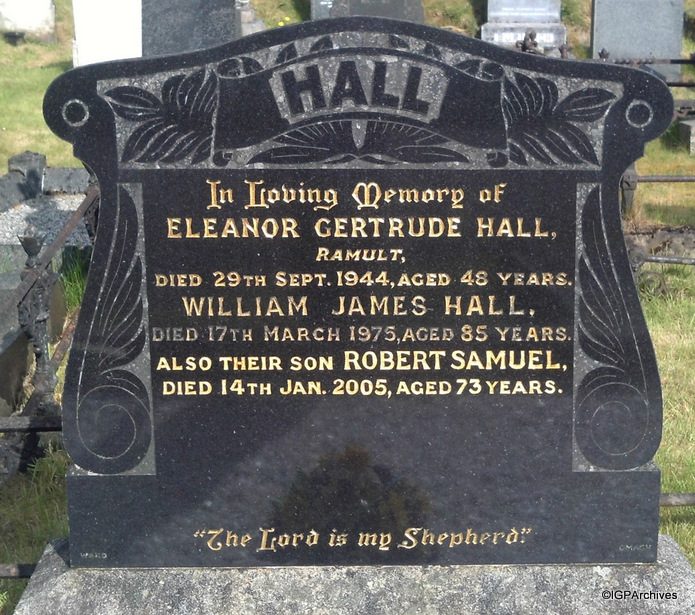 HALL
In Loving Memory of
ELEANOR GERTRUDE HALL,
RAMULT,
DIED 29TH SEPT. 1944, AGED 48 YEARS.
WILLIAM JAMES HALL,
DIED 17TH MARCH 1975, AGED 85 YEARS.
ALSO THEIR SON ROBERT SAMUEL,
DIED 14TH JAN. 2005, AGED 73 YEARS.
"The Lord is my Shepherd."
WARD OMAGH
©IGPArchives